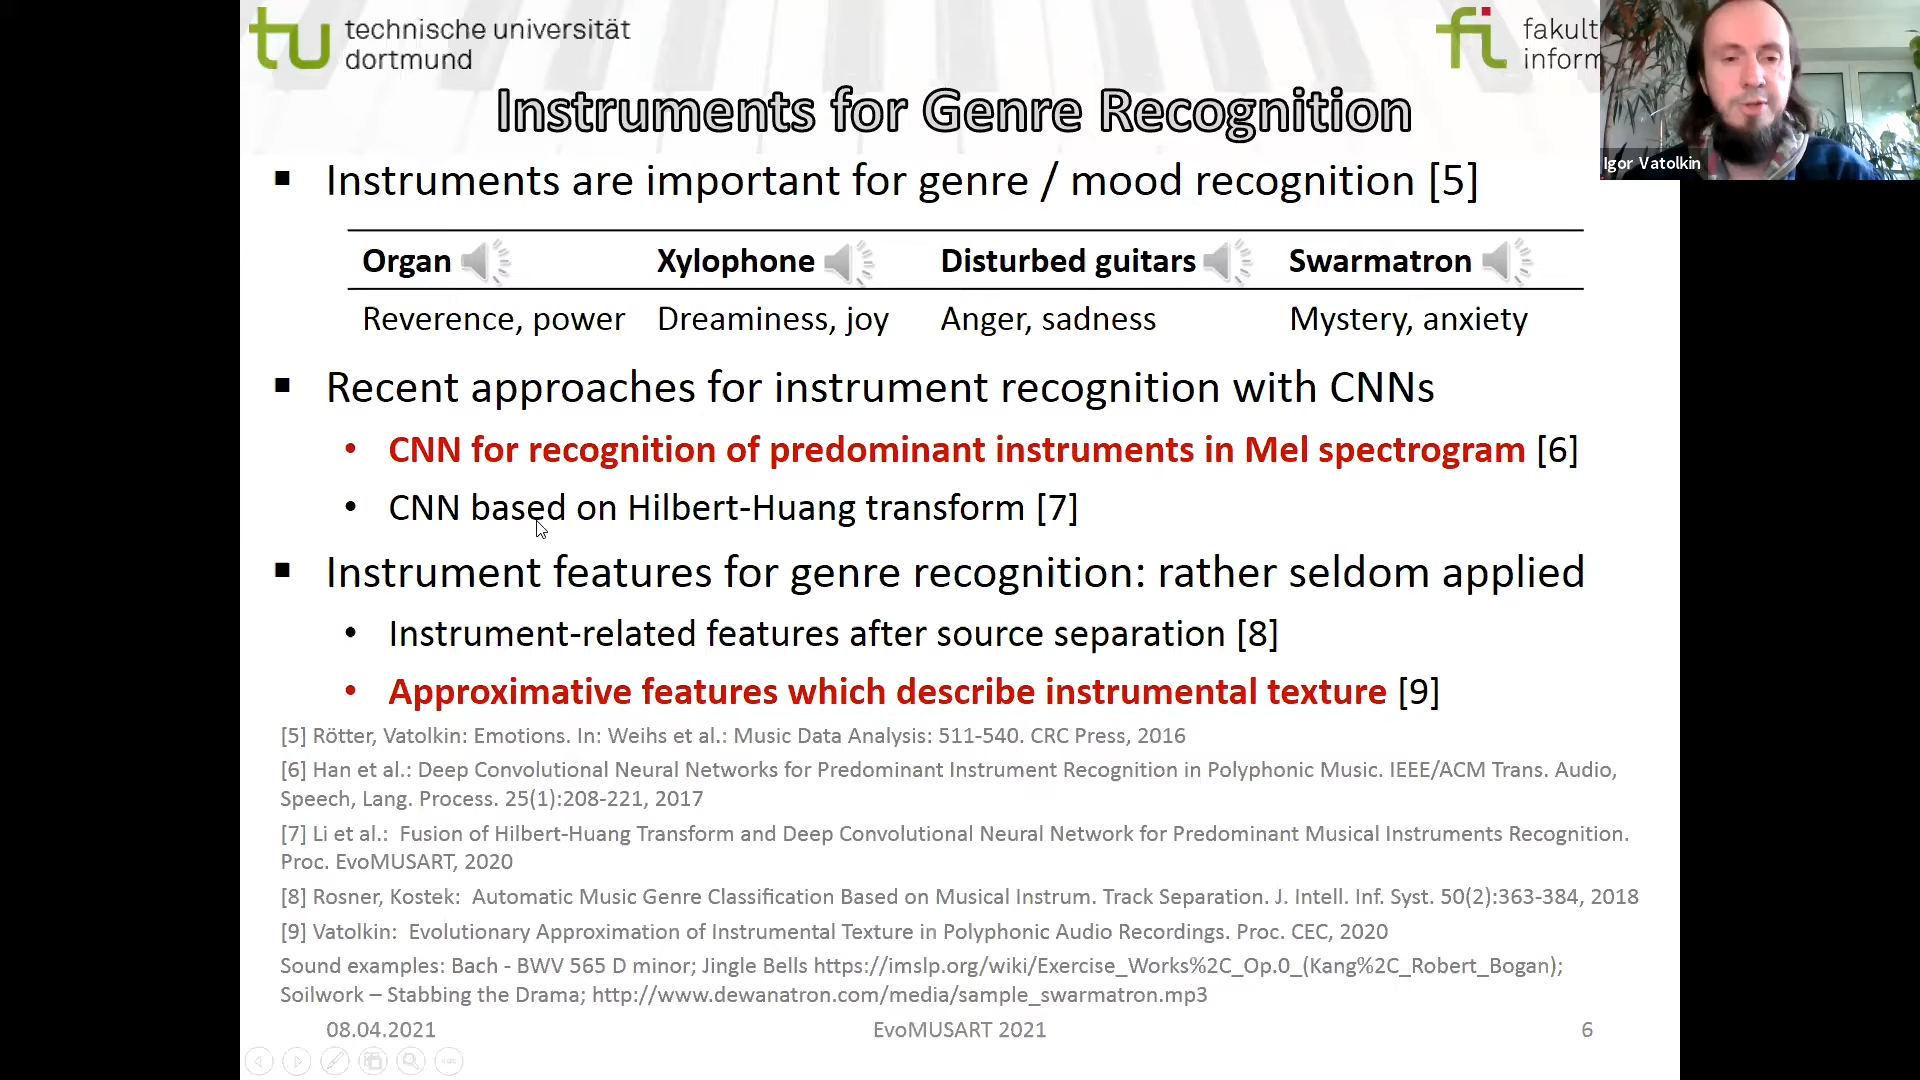 technische universität
dortmund
fakult
inform
Igor Vatolkin
Instruments for Genre Recognition
▪ Instruments are important for genre / mood recognition [5]
Organ Xylophone Disturbed guitars Swarmatron
Reverence, power Dreaminess, joy Anger, sadness Mystery, anxiety
▪ Recent approaches for instrument recognition with CNNs
• CNN for recognition of predominant instruments in Mel spectrogram [6]
• CNN based on Hilbert-Huang transform [7]
▪ Instrument features for genre recognition: rather seldom applied
• Instrument-related features after source separation [8]
• Approximative features which describe instrumental texture [9]
[5] Rötter, Vatolkin: Emotions. In: Weihs et al.: Music Data Analysis: 511-540. CRC Press, 2016
[6] Han et al.: Deep Convolutional Neural Networks for Predominant Instrument Recognition in Polyphonic Music. IEEE/ACM Trans. Audio,
Speech, Lang. Process. 25(1):208-221, 2017
[7] Li et al.: Fusion of Hilbert-Huang Transform and Deep Convolutional Neural Network for Predominant Musical Instruments Recognition.
Proc. EvoMUSART, 2020
[8] Rosner, Kostek: Automatic Music Genre Classification Based on Musical Instrum. Track Separation. J. Intell. Inf. Syst. 50(2):363-384, 2018
[9] Vatolkin: Evolutionary Approximation of Instrumental Texture in Polyphonic Audio Recordings. Proc. CEC, 2020
Sound examples: Bach - BWV 565 D minor; Jingle Bells https://imslp.org/wiki/Exercise_Works%2C_Op.0_(Kang%2C_Robert_Bogan);
Soilwork – Stabbing the Drama; http://www.dewanatron.com/media/sample_swarmatron.mp3
08.04.2021 EvoMUSART 2021 6